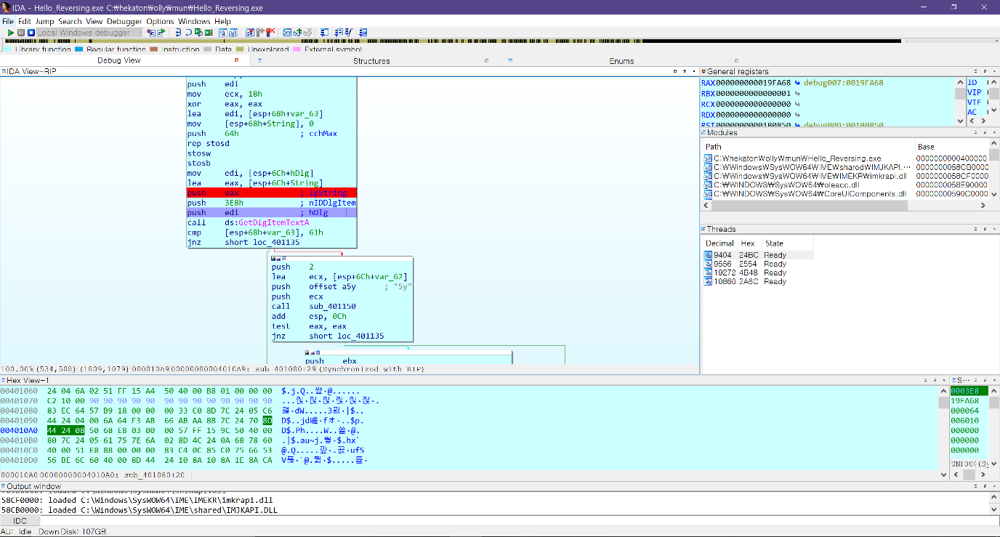 IDA - Hello_Reversing.exe C:₩hekaton₩olly₩mun₩Hello_Reversing.exe
File Edit Jump Search View Debugger Options Windows Help
Local Windows debugger
Library function Regular function Instruction Data Unexplored External symbol
Debug View Structures Enums
IDA View-RIP
push edi
mov ecx, 18h
xor eax, eax
lea edi, [esp+68h+var_63]
mov [esp+68h+String], 0
push 64h ; cchMax
rep stosd
stosw
stosb
mov edi, [esp+6Ch+hDlg]
lea eax, [esp+6Ch+String]
push eax ; lpString
push 3E8h ; nIDDlgItem
push edi ; hDlg
call ds:GetDlgItemTextA
cmp [esp+68h+var_63], 61h
jnz short loc_401135
push 2
lea ecx, [esp+6Ch+var_62]
push offset a5y ; "5y"
push ecx
call sub_401150
add esp, 0Ch
test eax, eax
jnz short loc_401135
push ebx
100.00% (534,508) (1809,1079) 000010A9 00000000004010A9: sub_401080+29 (Synchronized with RIP)
General registers
RAX 000000000019FA68 debug007:0019FA68
RBX 0000000000000001
RCX 0000000000000000
RDX 0000000000000000
RSI 00000000001B0850 debug009:001B0850
ID
VIP
VIF
AC
Modules
Path Base
C:₩hekaton₩olly₩mun₩Hello_Reversing.exe 0000000000400000
C:₩Windows₩SysWOW64₩IME₩shared₩IMJKAPI.··· 0000000058CB0000
C:₩Windows₩SysWOW64₩IME₩IMEKR₩imkrapi.dll 0000000058CF0000
C:₩WINDOWS₩SysWOW64₩oleacc.dll 0000000058E90000
C:₩WINDOWS₩SysWOW64₩CoreUIComponents.dll 00000000590C0000
Threads
Decimal Hex State
9404 24BC Ready
9556 2554 Ready
19272 4B48 Ready
10860 2A6C Ready
Hex View-1
00401060 24 04 6A 02 51 FF 15 A4 50 40 00 B8 01 00 00 00
00401070 C2 10 00 90 90 90 90 90 90 90 90 90 90 90 90 90
00401080 83 EC 64 57 B9 18 00 00 00 33 C0 8D 7C 24 05 C6
00401090 44 24 04 00 6A 64 F3 AB 66 AB AA 8B 7C 24 70 8D
004010A0 44 24 08 50 68 E8 03 00 00 57 FF 15 9C 50 40 00
004010B0 80 7C 24 05 61 75 7E 6A 02 8D 4C 24 0A 68 78 60
004010C0 40 00 51 E8 88 00 00 00 83 C4 0C 85 C0 75 66 53
004010D0 56 BE 6C 60 40 00 8D 44 24 10 8A 10 8A 1E 8A CA
000010A0 00000000004010A0: sub_401080+20
S···
0003E8
19FA68
000064
006010
000000
000000
000000
Output window
58CF0000: loaded C:\Windows\SysWOW64\IME\IMEKR\imkrapi.dll
58CB0000: loaded C:\Windows\SysWOW64\IME\shared\IMJKAPI.DLL
IDC
AU: idle Down Disk: 107GB